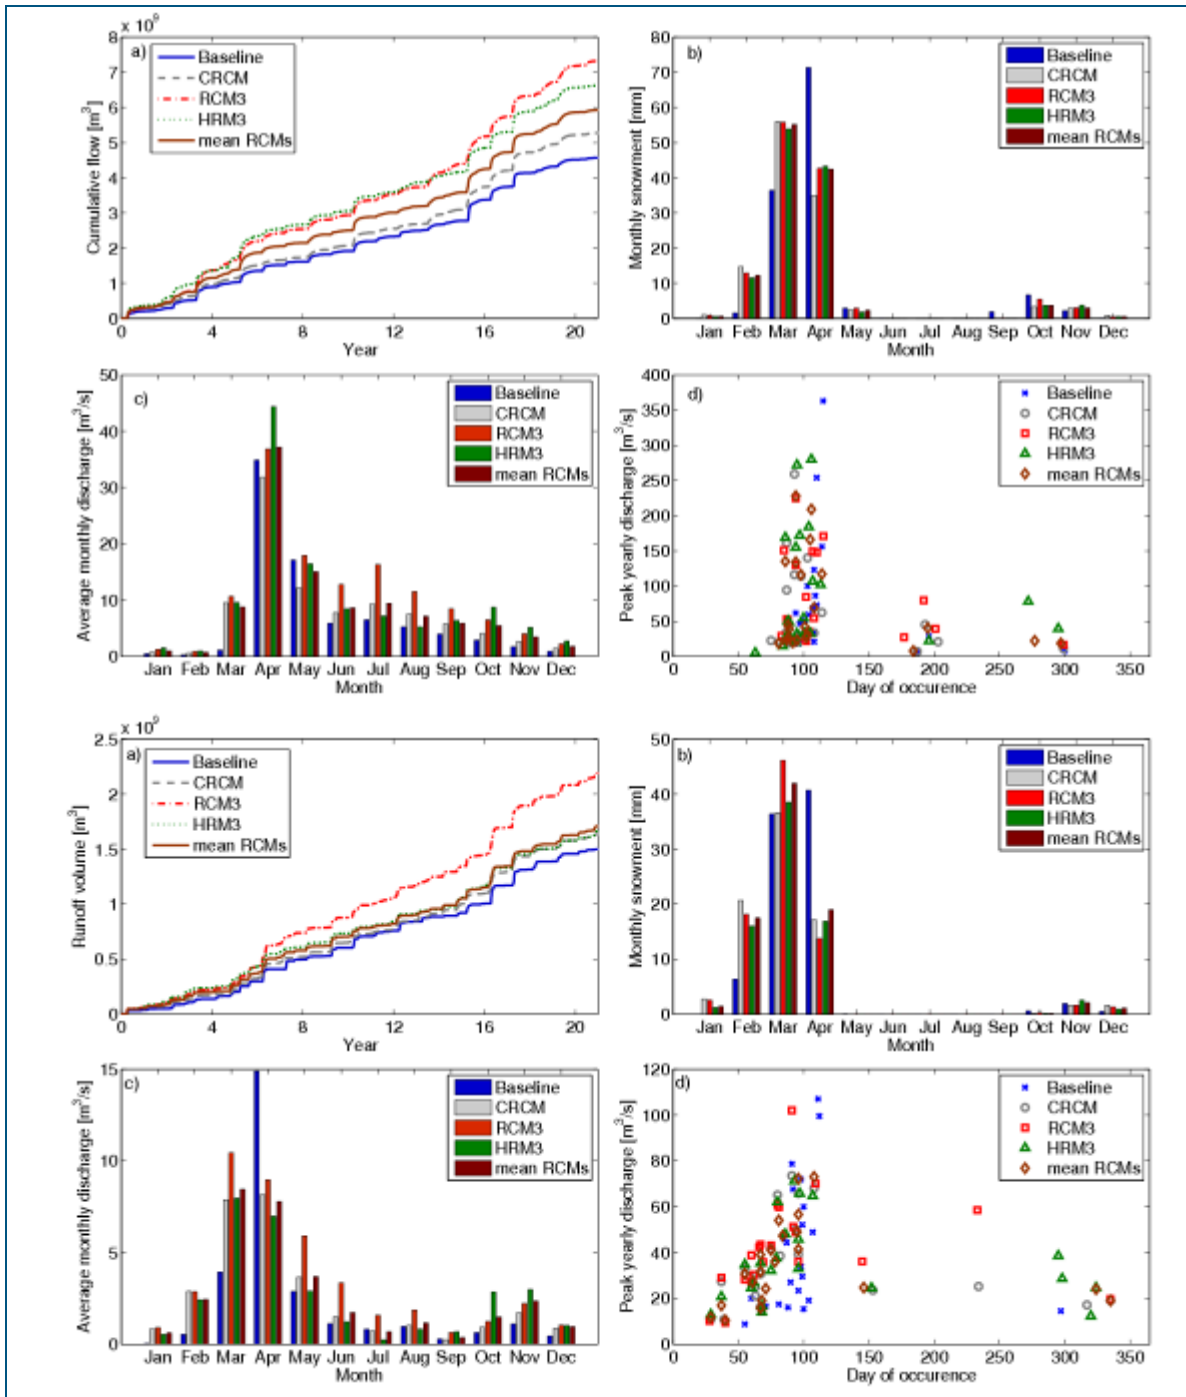 x 10⁹
a)
Baseline
CRCM
RCM3
HRM3
mean RCMs
Cumulative flow [m³]
8
7
6
5
4
3
2
1
0
0 4 8 12 16 20
Year
b)
Baseline
CRCM
RCM3
HRM3
mean RCMs
Monthly snowment [mm]
80
70
60
50
40
30
20
10
0
Jan Feb Mar Apr May Jun Jul Aug Sep Oct Nov Dec
Month
c)
Baseline
CRCM
RCM3
HRM3
mean RCMs
Average monthly discharge [m³/s]
50
40
30
20
10
0
Jan Feb Mar Apr May Jun Jul Aug Sep Oct Nov Dec
Month
d)
Baseline
CRCM
RCM3
HRM3
mean RCMs
Peak yearly discharge [m³/s]
400
350
300
250
200
150
100
50
0
0 50 100 150 200 250 300 350
Day of occurence
x 10⁹
a)
Baseline
CRCM
RCM3
HRM3
mean RCMs
Runoff volume [m³]
2.5
2
1.5
1
0.5
0
0 4 8 12 16 20
Year
b)
Baseline
CRCM
RCM3
HRM3
mean RCMs
Monthly snowment [mm]
50
40
30
20
10
0
Jan Feb Mar Apr May Jun Jul Aug Sep Oct Nov Dec
Month
c)
Baseline
CRCM
RCM3
HRM3
mean RCMs
Average monthly discharge [m³/s]
15
10
5
0
Jan Feb Mar Apr May Jun Jul Aug Sep Oct Nov Dec
Month
d)
Baseline
CRCM
RCM3
HRM3
mean RCMs
Peak yearly discharge [m³/s]
120
100
80
60
40
20
0
0 50 100 150 200 250 300 350
Day of occurence